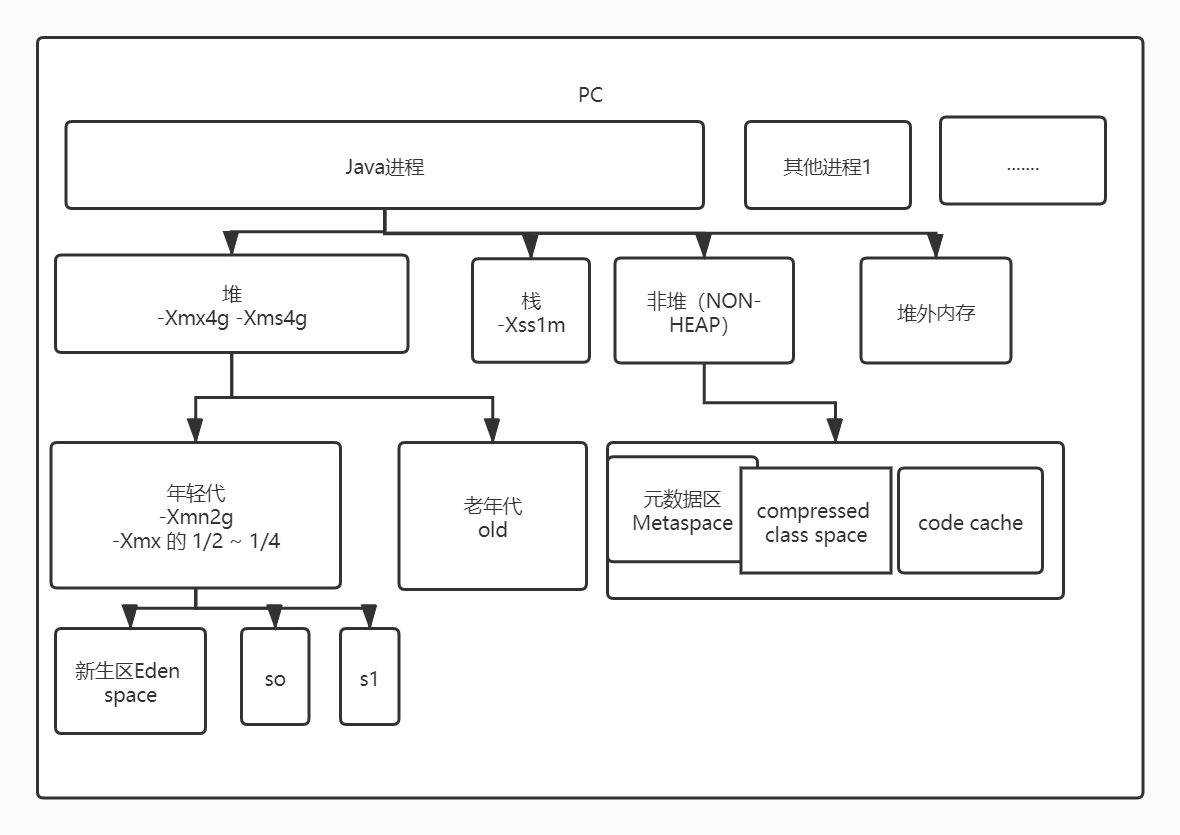 PC
Java进程
其他进程1
.......
堆
-Xmx4g -Xms4g
栈
-Xss1m
非堆（NON-
HEAP）
堆外内存
年轻代
-Xmn2g
-Xmx 的 1/2 ~ 1/4
老年代
old
元数据区
Metaspace
compressed
class space
code cache
新生区Eden
space
so
s1